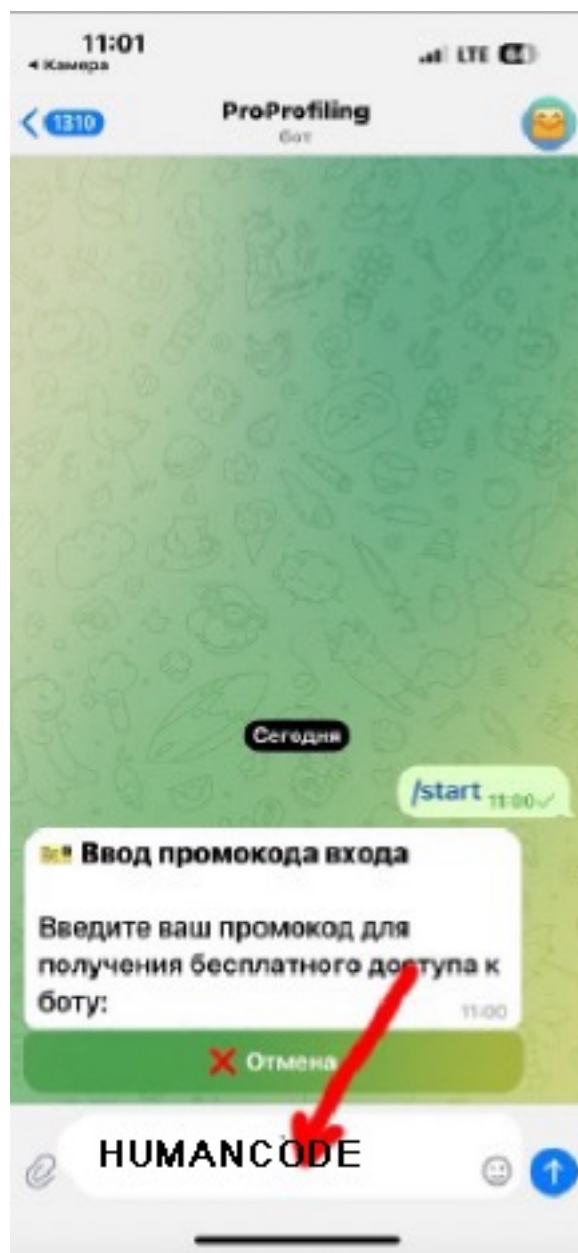 11:01
◀ Камера
LTE 64
1310
ProProfiling
бот
Сегодня
/start 11:00
Ввод промокода входа
Введите ваш промокод для
получения бесплатного доступа к
боту:
11:00
❌ Отмена
HUMANCODE